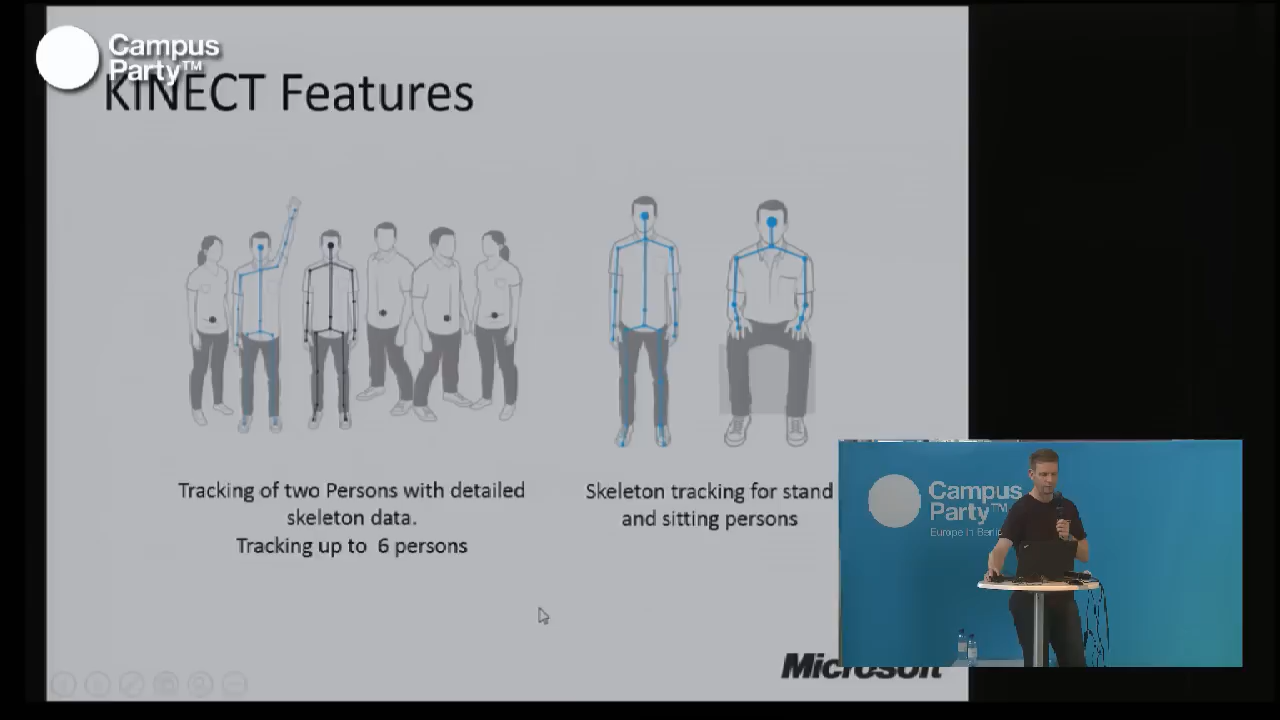 Campus
Party™
KINECT Features
Tracking of two Persons with detailed
skeleton data.
Tracking up to 6 persons
Skeleton tracking for stand
and sitting persons
Campus
Party™
Europe in Berlin
Microsoft